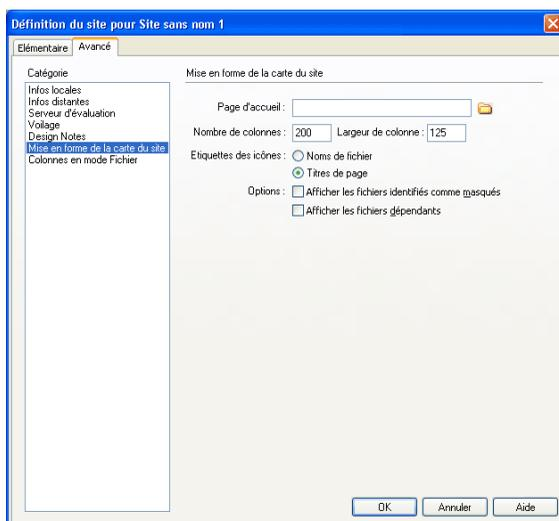 Définition du site pour Site sans nom 1
Elémentaire Avancé
Catégorie
Infos locales
Infos distantes
Serveur d'évaluation
Voilage
Design Notes
Mise en forme de la carte du site
Colonnes en mode Fichier
Mise en forme de la carte du site
Page d'accueil :
Nombre de colonnes : 200 Largeur de colonne : 125
Etiquettes des icônes : Noms de fichier
Titres de page
Options : Afficher les fichiers identifiés comme masqués
Afficher les fichiers dépendants
OK Annuler Aide